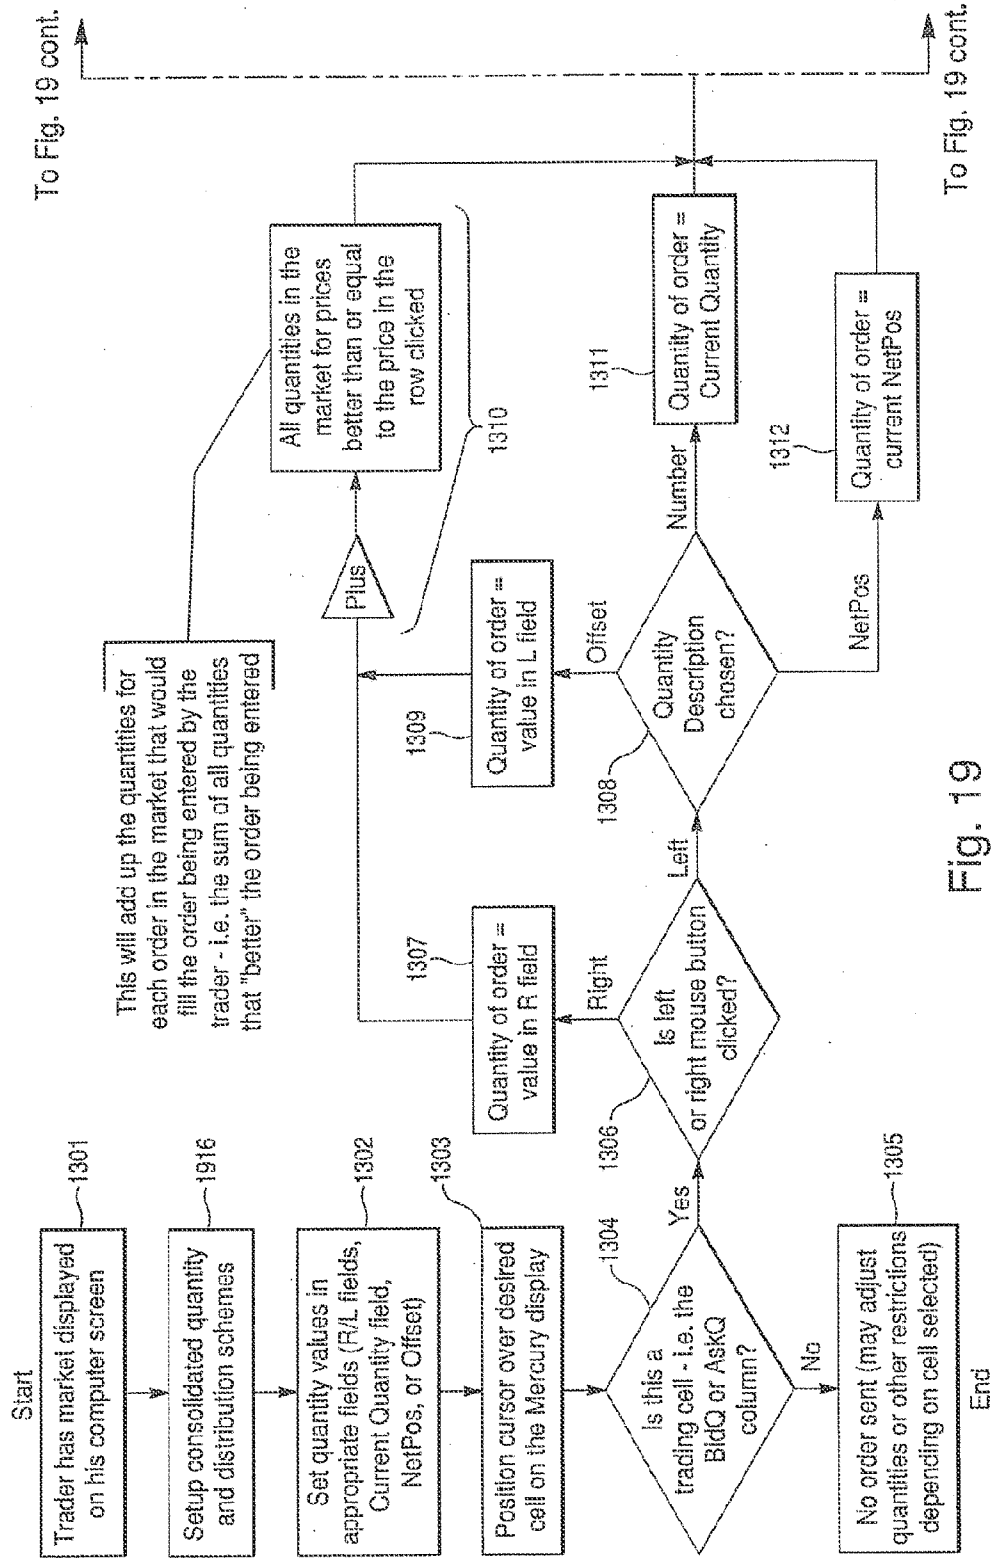 Start
Trader has market displayed
on his computer screen
1301
Setup consolidated quantity
and distribution schemes
1916
Set quantity values in
appropriate fields (R/L fields,
Current Quantity field,
NetPos, or Offset)
1302
Position cursor over desired
cell on the Mercury display
1303
Is this a
trading cell - i.e. the
BidQ or AskQ
column?
1304
Yes
No
No order sent (may adjust
quantities or other restrictions
depending on cell selected)
1305
End
Is left
or right mouse button
clicked?
1306
Right
Left
Quantity of order =
value in R field
1307
Quantity
Description
chosen?
1308
Offset
Number
NetPos
Quantity of order =
value in L field
1309
Plus
All quantities in the
market for prices
better than or equal
to the price in the
row clicked
1310
This will add up the quantities for
each order in the market that would
fill the order being entered by the
trader - i.e. the sum of all quantities
that "better" the order being entered
Quantity of order =
Current Quantity
1311
Quantity of order =
current NetPos
1312
To Fig. 19 cont.
To Fig. 19 cont.
Fig. 19